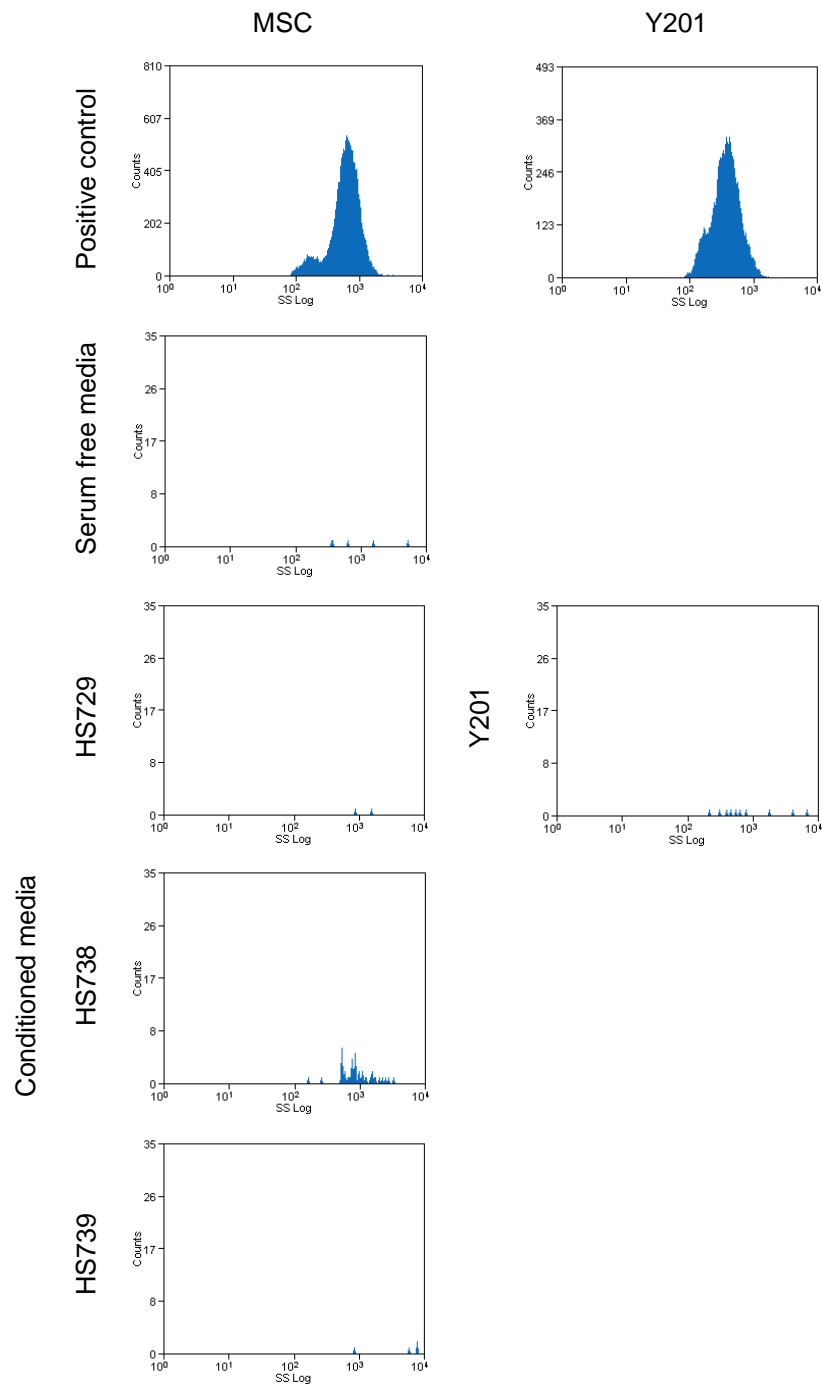 MSC
Y201
Positive control
810
607
405
202
0
Counts
10⁰ 10¹ 10² 10³ 10⁴
SS Log
493
369
246
123
0
Counts
10⁰ 10¹ 10² 10³ 10⁴
SS Log
Serum free media
35
26
17
8
0
Counts
10⁰ 10¹ 10² 10³ 10⁴
SS Log
Conditioned media
HS729
35
26
17
8
0
Counts
10⁰ 10¹ 10² 10³ 10⁴
SS Log
Y201
35
26
17
8
0
Counts
10⁰ 10¹ 10² 10³ 10⁴
SS Log
HS738
35
26
17
8
0
Counts
10⁰ 10¹ 10² 10³ 10⁴
SS Log
HS739
35
26
17
8
0
Counts
10⁰ 10¹ 10² 10³ 10⁴
SS Log